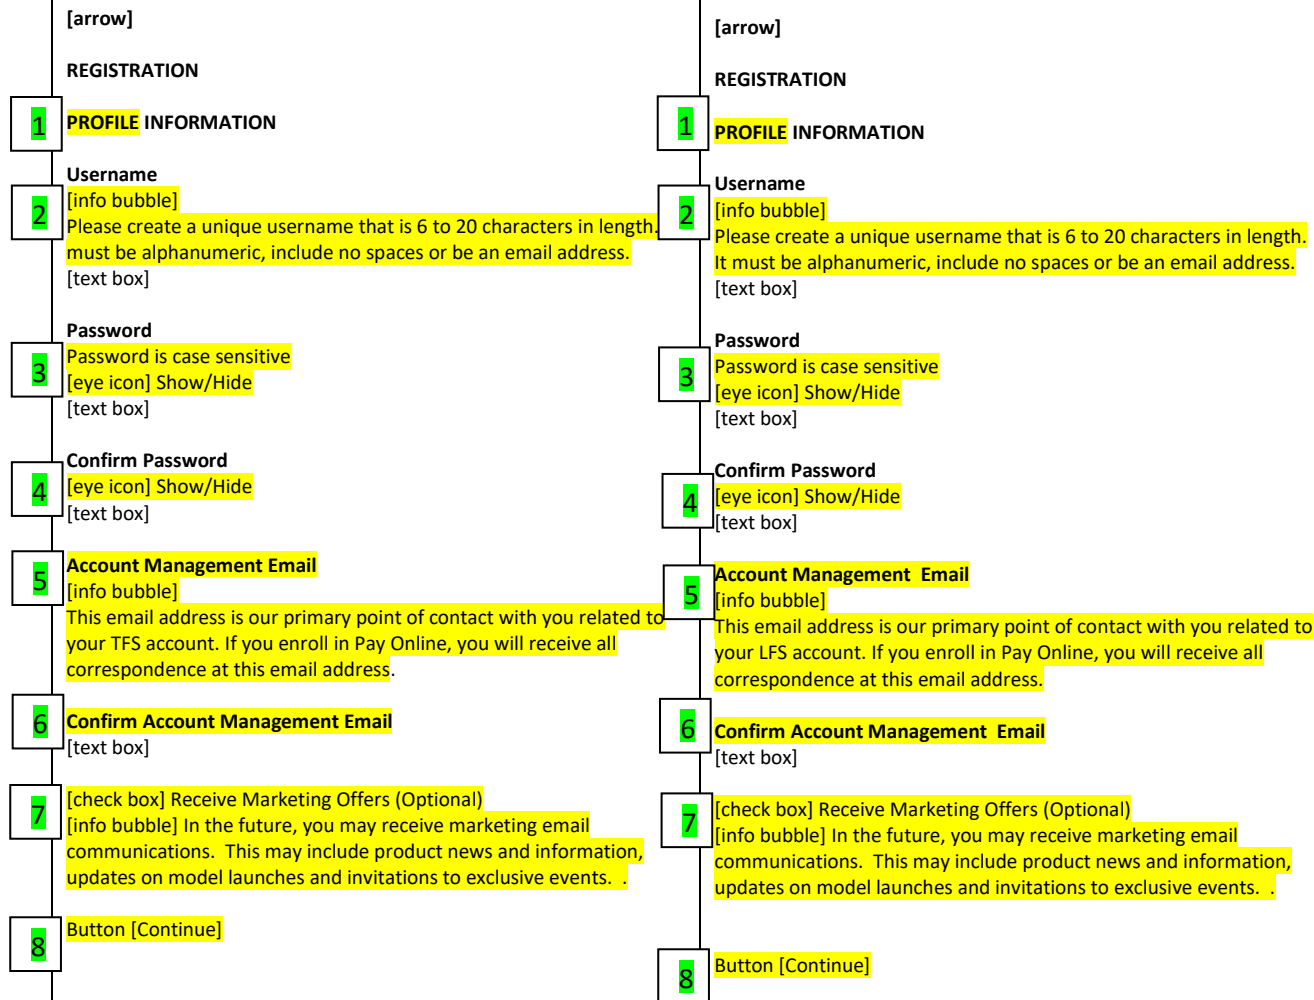 [arrow]
REGISTRATION
1
PROFILE INFORMATION
Username
2
[info bubble]
Please create a unique username that is 6 to 20 characters in length.
must be alphanumeric, include no spaces or be an email address.
[text box]
Password
3
Password is case sensitive
[eye icon] Show/Hide
[text box]
Confirm Password
4
[eye icon] Show/Hide
[text box]
5
Account Management Email
[info bubble]
This email address is our primary point of contact with you related to
your TFS account. If you enroll in Pay Online, you will receive all
correspondence at this email address.
6
Confirm Account Management Email
[text box]
7
[check box] Receive Marketing Offers (Optional)
[info bubble] In the future, you may receive marketing email
communications.  This may include product news and information,
updates on model launches and invitations to exclusive events.  .
8
Button [Continue]
[arrow]
REGISTRATION
1
PROFILE INFORMATION
Username
2
[info bubble]
Please create a unique username that is 6 to 20 characters in length.
It must be alphanumeric, include no spaces or be an email address.
[text box]
Password
3
Password is case sensitive
[eye icon] Show/Hide
[text box]
Confirm Password
4
[eye icon] Show/Hide
[text box]
5
Account Management  Email
[info bubble]
This email address is our primary point of contact with you related to
your LFS account. If you enroll in Pay Online, you will receive all
correspondence at this email address.
6
Confirm Account Management  Email
[text box]
7
[check box] Receive Marketing Offers (Optional)
[info bubble] In the future, you may receive marketing email
communications.  This may include product news and information,
updates on model launches and invitations to exclusive events.  .
8
Button [Continue]